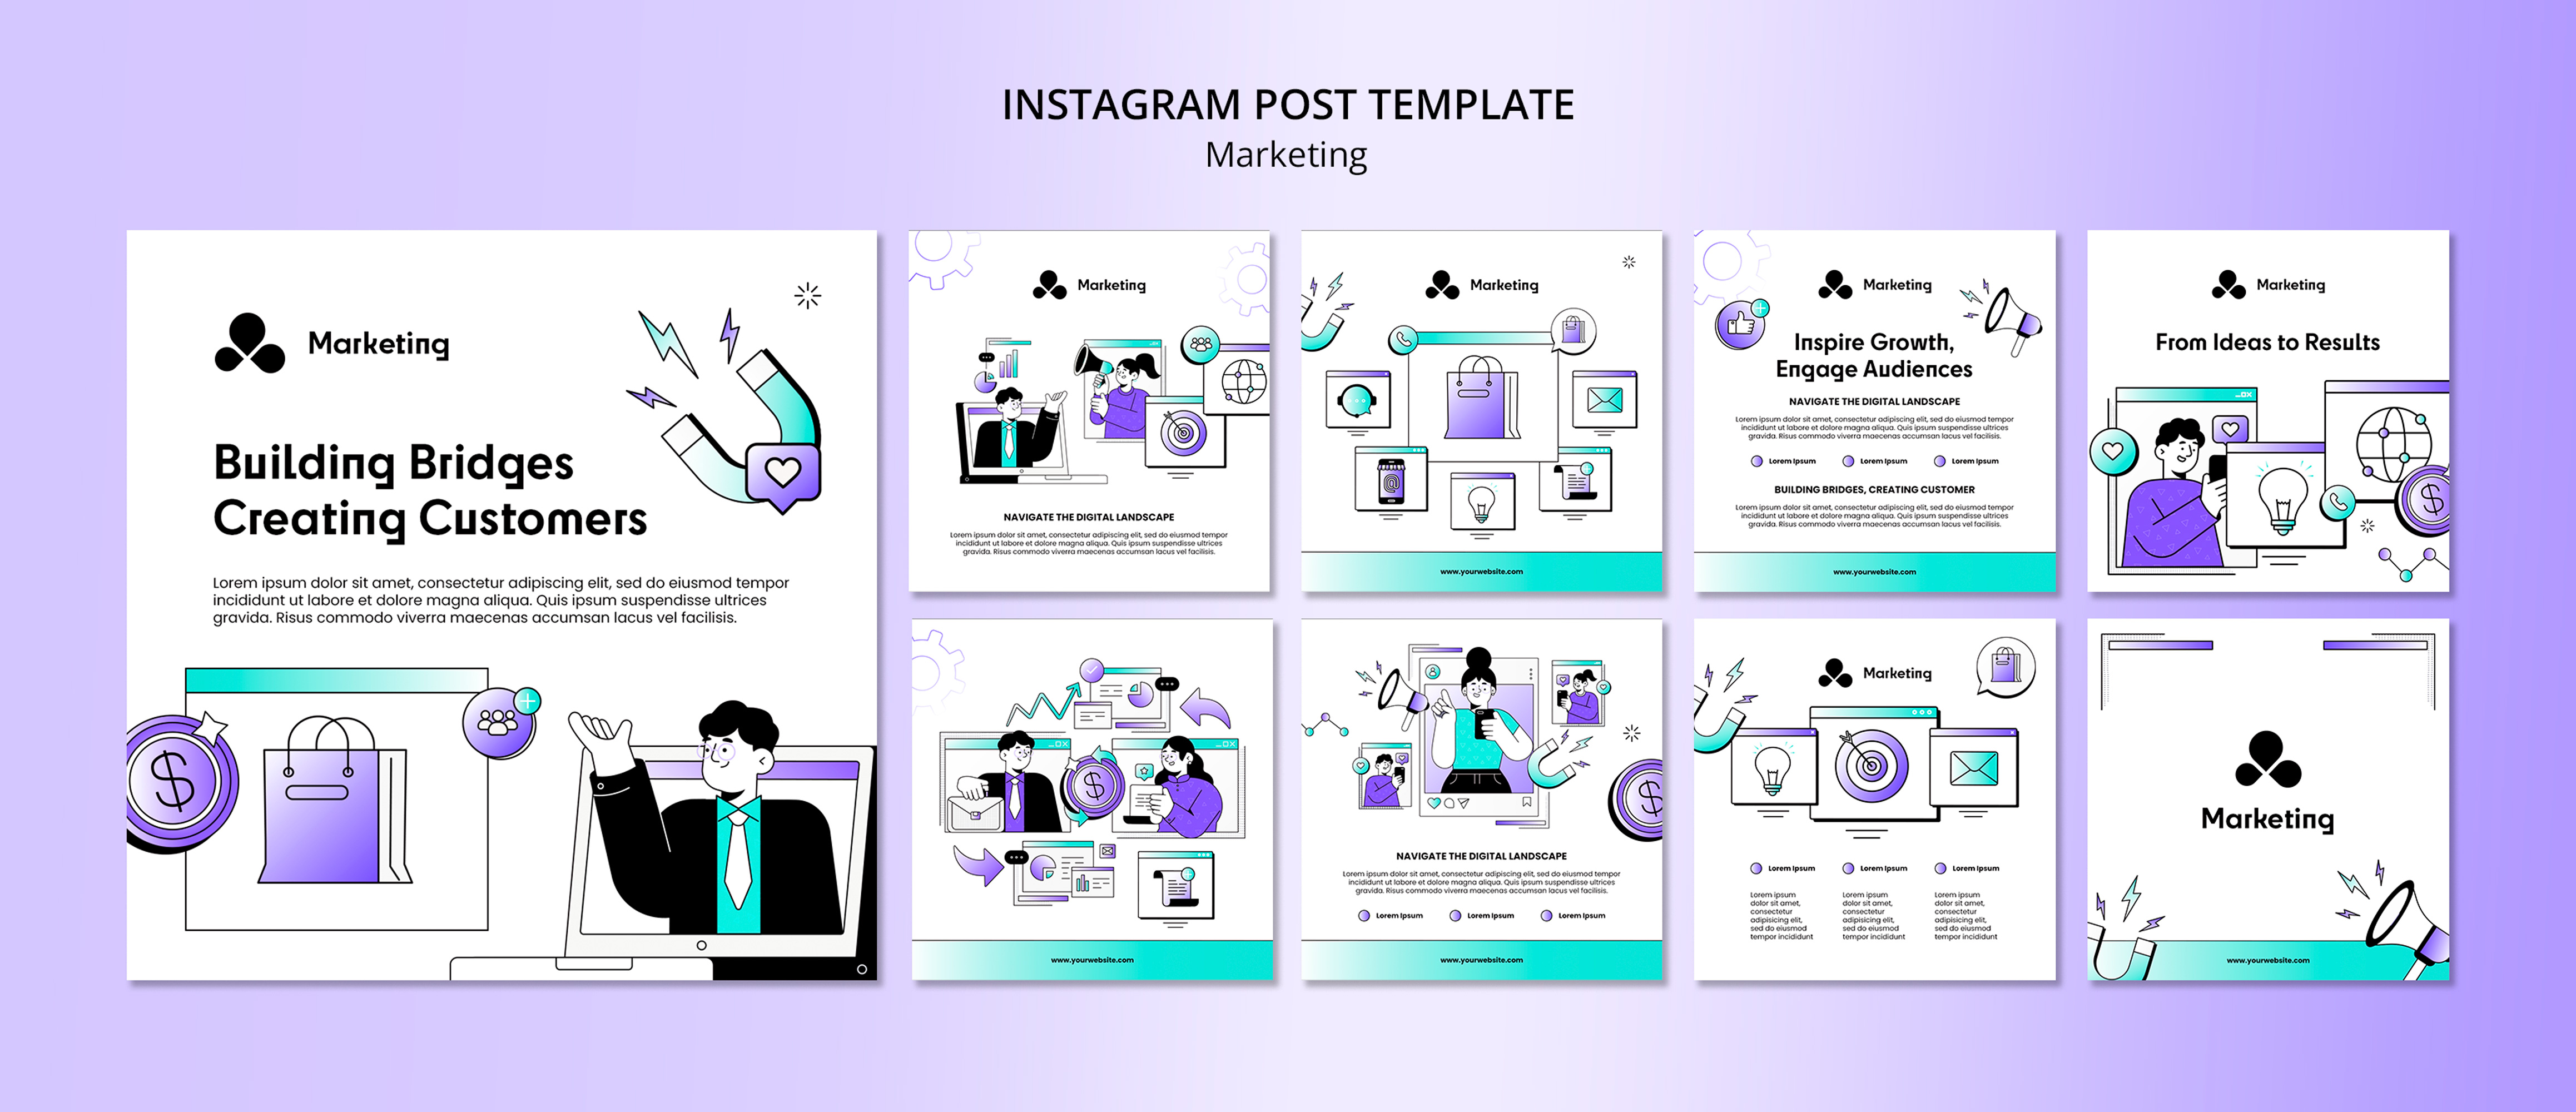 INSTAGRAM POST TEMPLATE
Marketing
Marketing
Building Bridges
Creating Customers
Lorem ipsum dolor sit amet, consectetur adipiscing elit, sed do eiusmod tempor
incididunt ut labore et dolore magna aliqua. Quis ipsum suspendisse ultrices
gravida. Risus commodo viverra maecenas accumsan lacus vel facilisis.
$
Marketing
NAVIGATE THE DIGITAL LANDSCAPE
Lorem ipsum dolor sit amet, consectetur adipiscing elit, sed do eiusmod tempor
incididunt ut labore et dolore magna aliqua. Quis ipsum suspendisse ultrices
gravida. Risus commodo viverra maecenas accumsan lacus vel facilisis.
Marketing
@
www.yourwebsite.com
Marketing
Inspire Growth,
Engage Audiences
NAVIGATE THE DIGITAL LANDSCAPE
Lorem ipsum dolor sit amet, consectetur adipiscing elit, sed do eiusmod tempor
incididunt ut labore et dolore magna aliqua. Quis ipsum suspendisse ultrices
gravida. Risus commodo viverra maecenas accumsan lacus vel facilisis.
Lorem Ipsum Lorem Ipsum Lorem Ipsum
BUILDING BRIDGES, CREATING CUSTOMER
Lorem ipsum dolor sit amet, consectetur adipiscing elit, sed do eiusmod tempor
incididunt ut labore et dolore magna aliqua. Quis ipsum suspendisse ultrices
gravida. Risus commodo viverra maecenas accumsan lacus vel facilisis.
www.yourwebsite.com
Marketing
From Ideas to Results
$
$
www.yourwebsite.com
$
NAVIGATE THE DIGITAL LANDSCAPE
Lorem ipsum dolor sit amet, consectetur adipiscing elit, sed do eiusmod tempor
incididunt ut labore et dolore magna aliqua. Quis ipsum suspendisse ultrices
gravida. Risus commodo viverra maecenas accumsan lacus vel facilisis.
Lorem Ipsum Lorem Ipsum Lorem Ipsum
www.yourwebsite.com
Marketing
Lorem Ipsum Lorem Ipsum Lorem Ipsum
Lorem ipsum
dolor sit amet,
consectetur
adipisicing elit,
sed do eiusmod
tempor incididunt
Lorem ipsum
dolor sit amet,
consectetur
adipisicing elit,
sed do eiusmod
tempor incididunt
Lorem ipsum
dolor sit amet,
consectetur
adipisicing elit,
sed do eiusmod
tempor incididunt
Marketing
www.yourwebsite.com